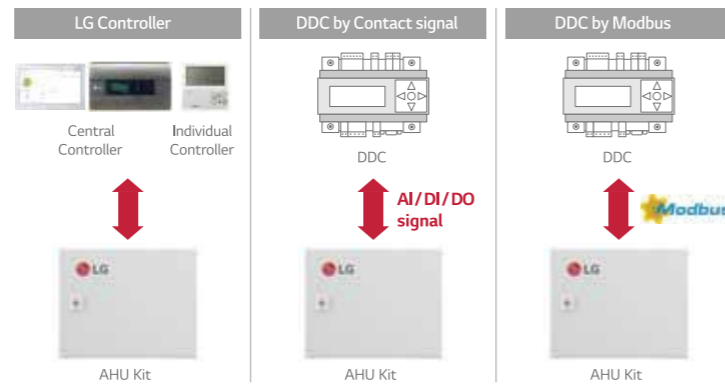 LG Controller
Central
Controller
Individual
Controller
LG
AHU Kit
DDC by Contact signal
DDC
AI/DI/DO
signal
LG
AHU Kit
DDC by Modbus
DDC
Modbus
LG
AHU Kit